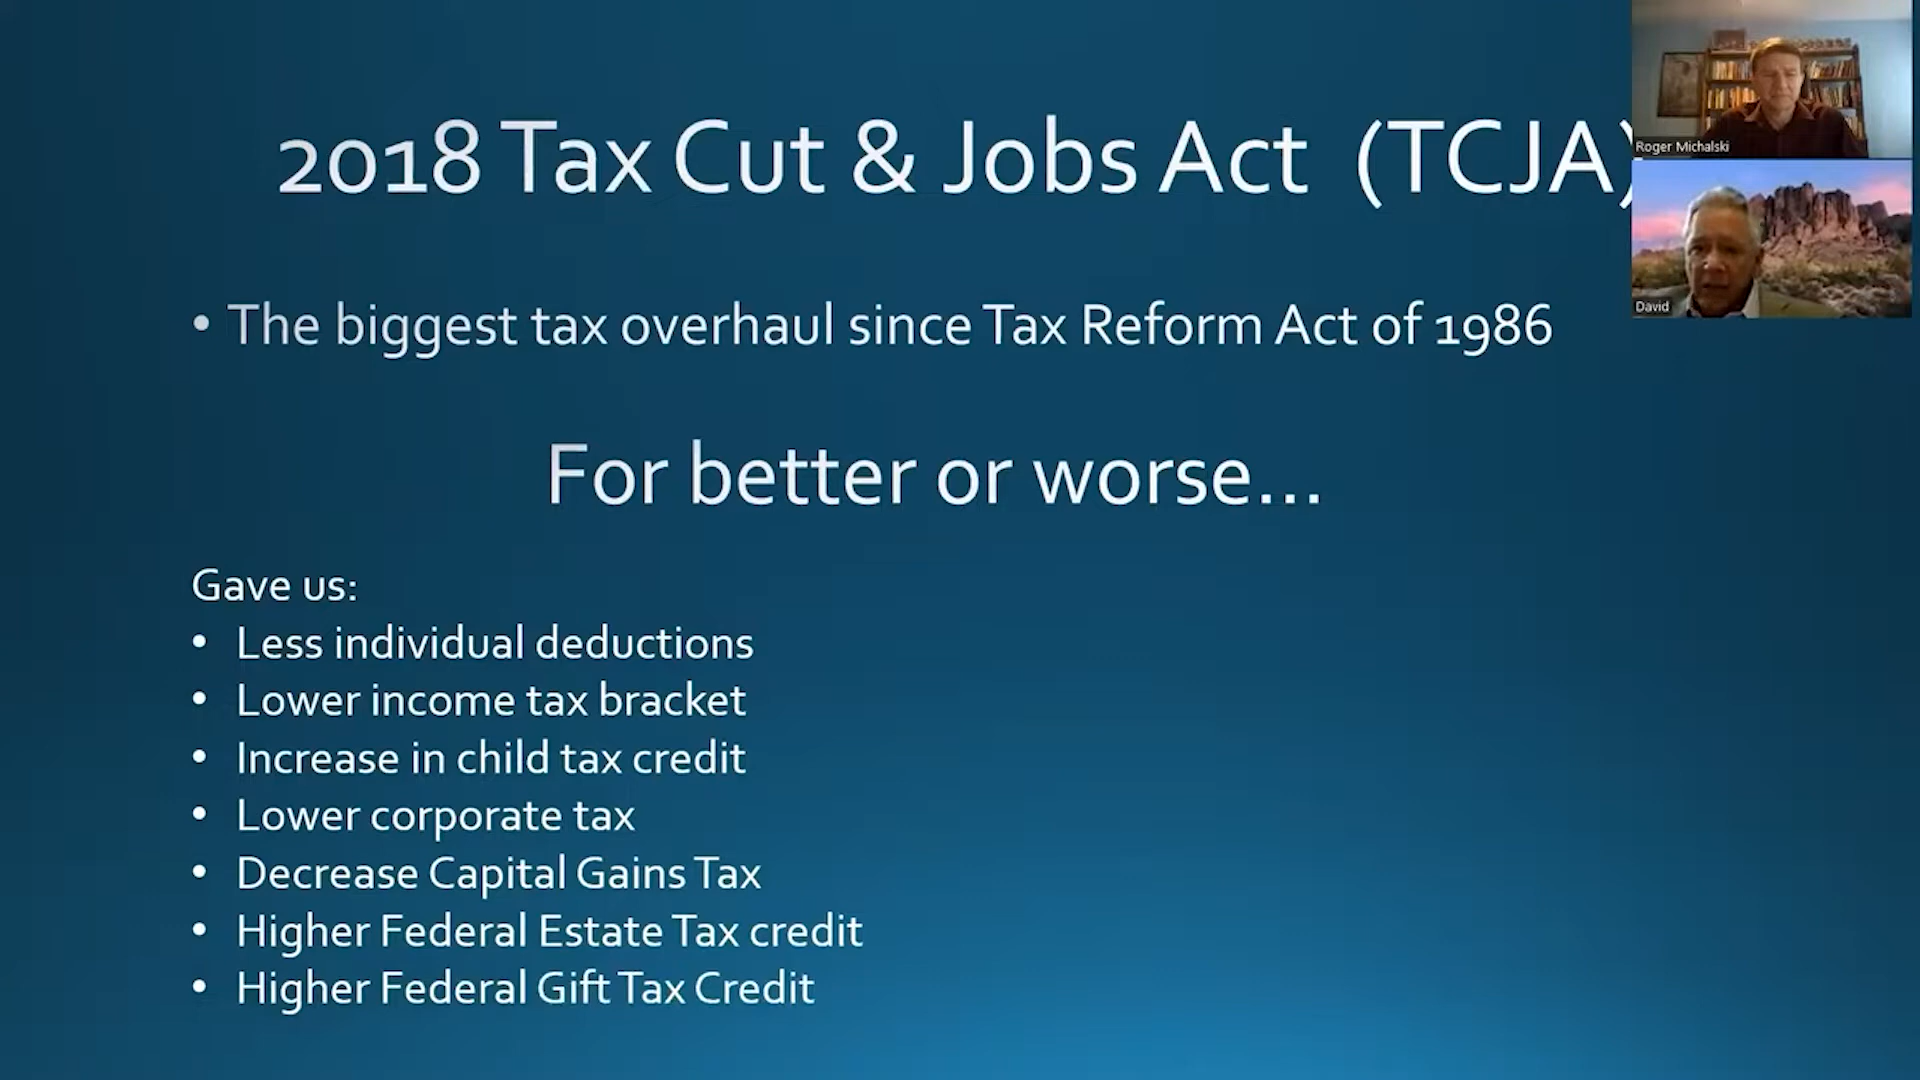 2018 Tax Cut & Jobs Act (TCJA)
Roger Michalski
David
• The biggest tax overhaul since Tax Reform Act of 1986
For better or worse...
Gave us:
• Less individual deductions
• Lower income tax bracket
• Increase in child tax credit
• Lower corporate tax
• Decrease Capital Gains Tax
• Higher Federal Estate Tax credit
• Higher Federal Gift Tax Credit